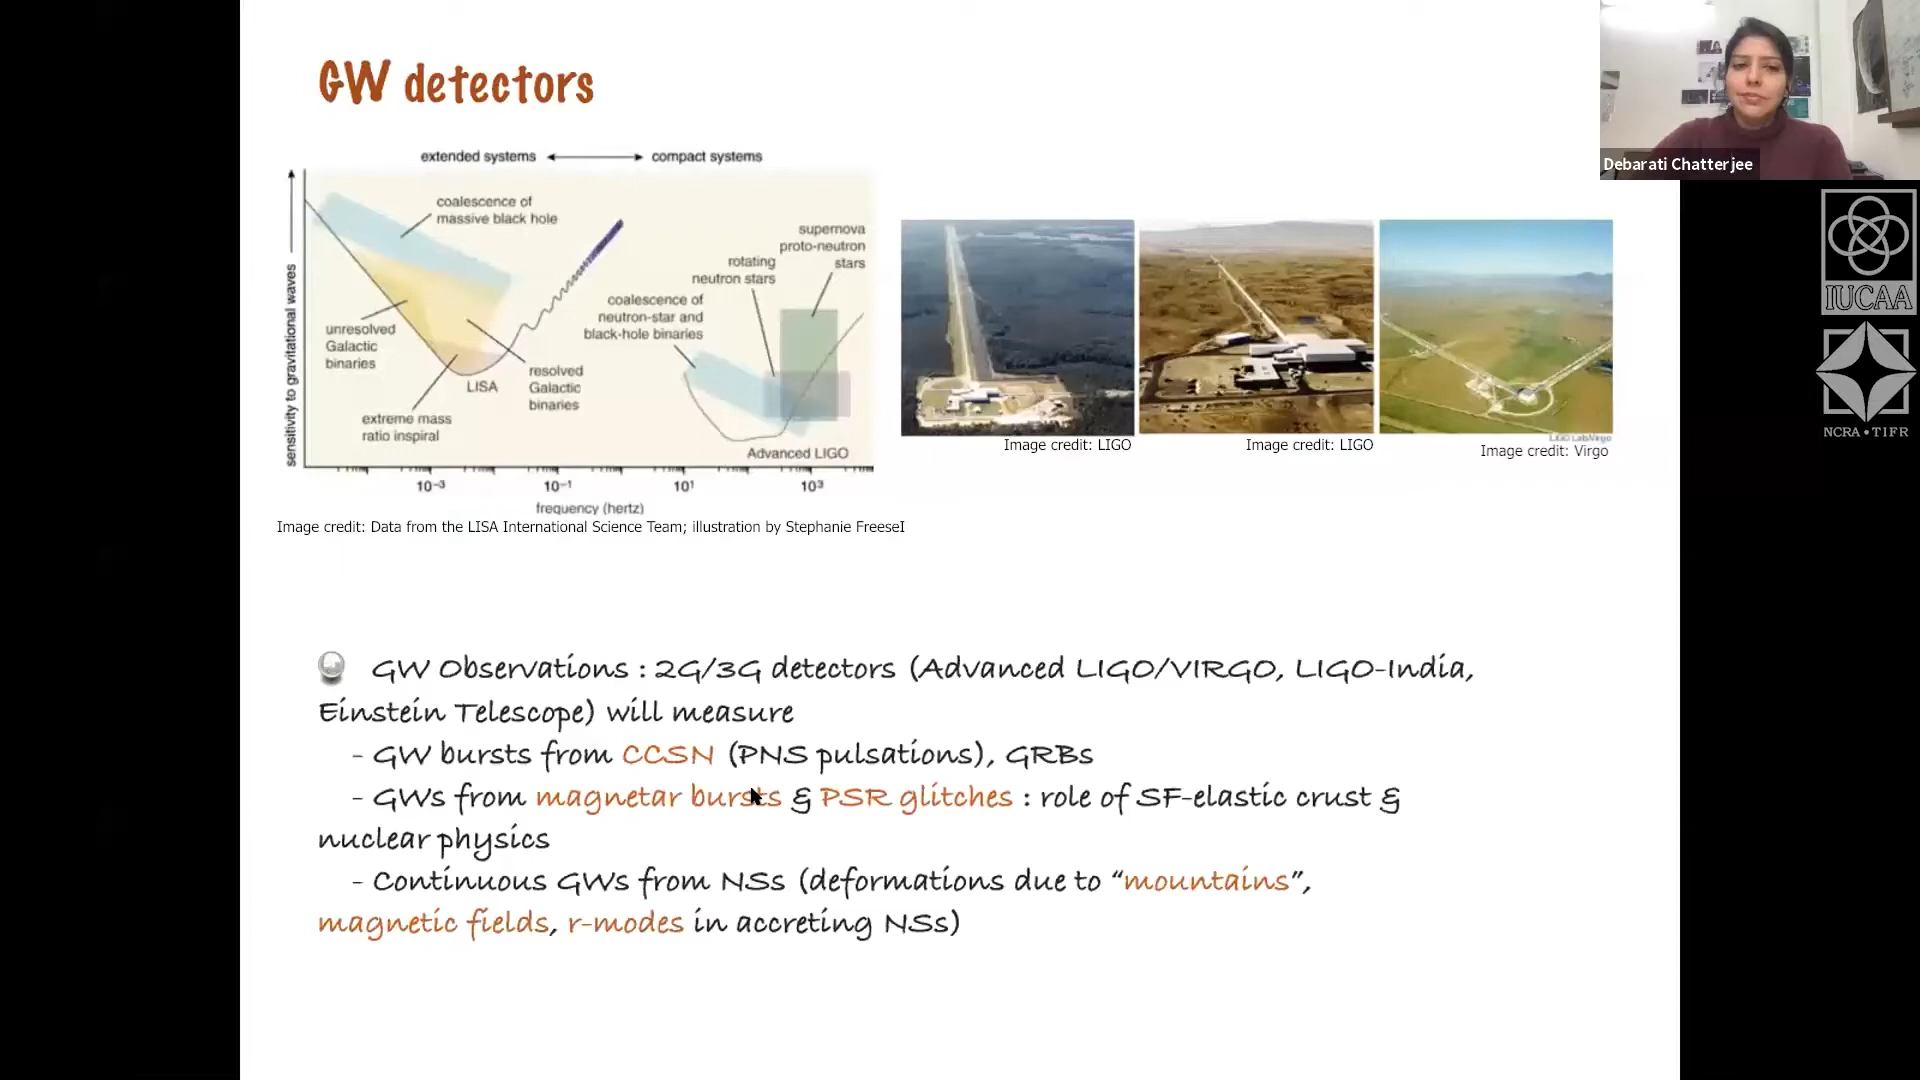 GW detectors
extended systems
compact systems
sensitivity to gravitational waves
coalescence of
massive black hole
unresolved
Galactic
binaries
extreme mass
ratio inspiral
LISA
resolved
Galactic
binaries
coalescence of
neutron-star and
black-hole binaries
rotating
neutron stars
supernova
proto-neutron
stars
Advanced LIGO
10⁻³
10⁻¹
10¹
10³
frequency (hertz)
Image credit: Data from the LISA International Science Team; illustration by Stephanie Freesel
Image credit: LIGO
Image credit: LIGO
Image credit: Virgo
Debarati Chatterjee
IUCAA
NCRA • TIFR
GW Observations : 2G/3G detectors (Advanced LIGO/VIRGO, LIGO-India,
Einstein Telescope) will measure
- GW bursts from CCSN (PNS pulsations), GRBs
- GWs from magnetar bursts & PSR glitches : role of SF-elastic crust &
nuclear physics
- Continuous GWs from NSs (deformations due to “mountains”,
magnetic fields, r-modes in accreting NSs)